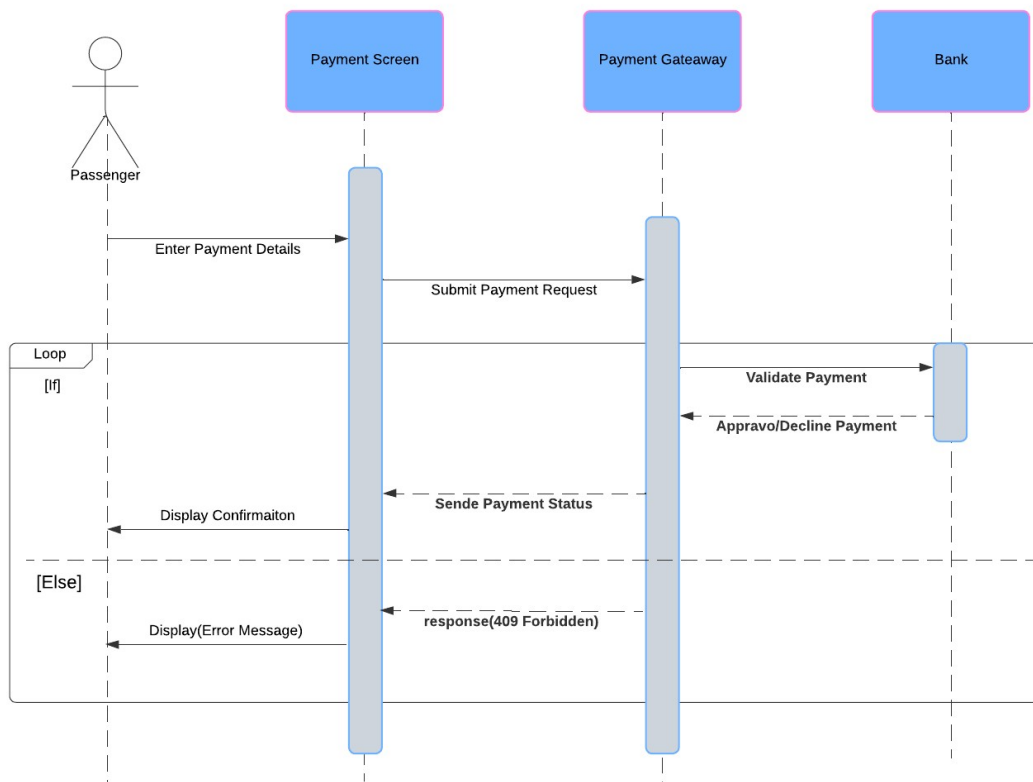 Payment Screen
Payment Gateaway
Bank
Passenger
Enter Payment Details
Submit Payment Request
Loop
[If]
Validate Payment
Appravo/Decline Payment
Sende Payment Status
Display Confirmaiton
[Else]
response(409 Forbidden)
Display(Error Message)